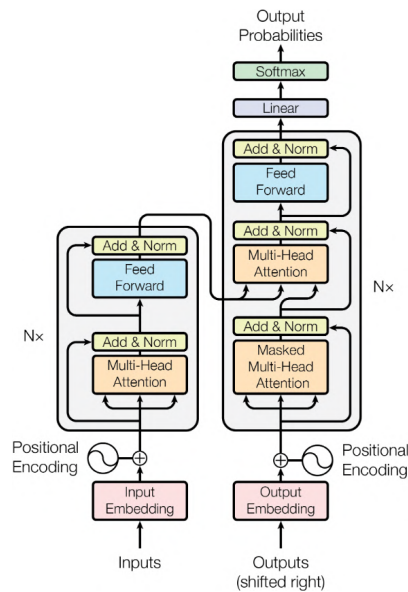 Output
Probabilities
Softmax
Linear
Add & Norm
Feed
Forward
Add & Norm
Multi-Head
Attention
Nx
Add & Norm
Masked
Multi-Head
Attention
Positional
Encoding
Output
Embedding
Outputs
(shifted right)
Add & Norm
Feed
Forward
Nx
Add & Norm
Multi-Head
Attention
Positional
Encoding
Input
Embedding
Inputs